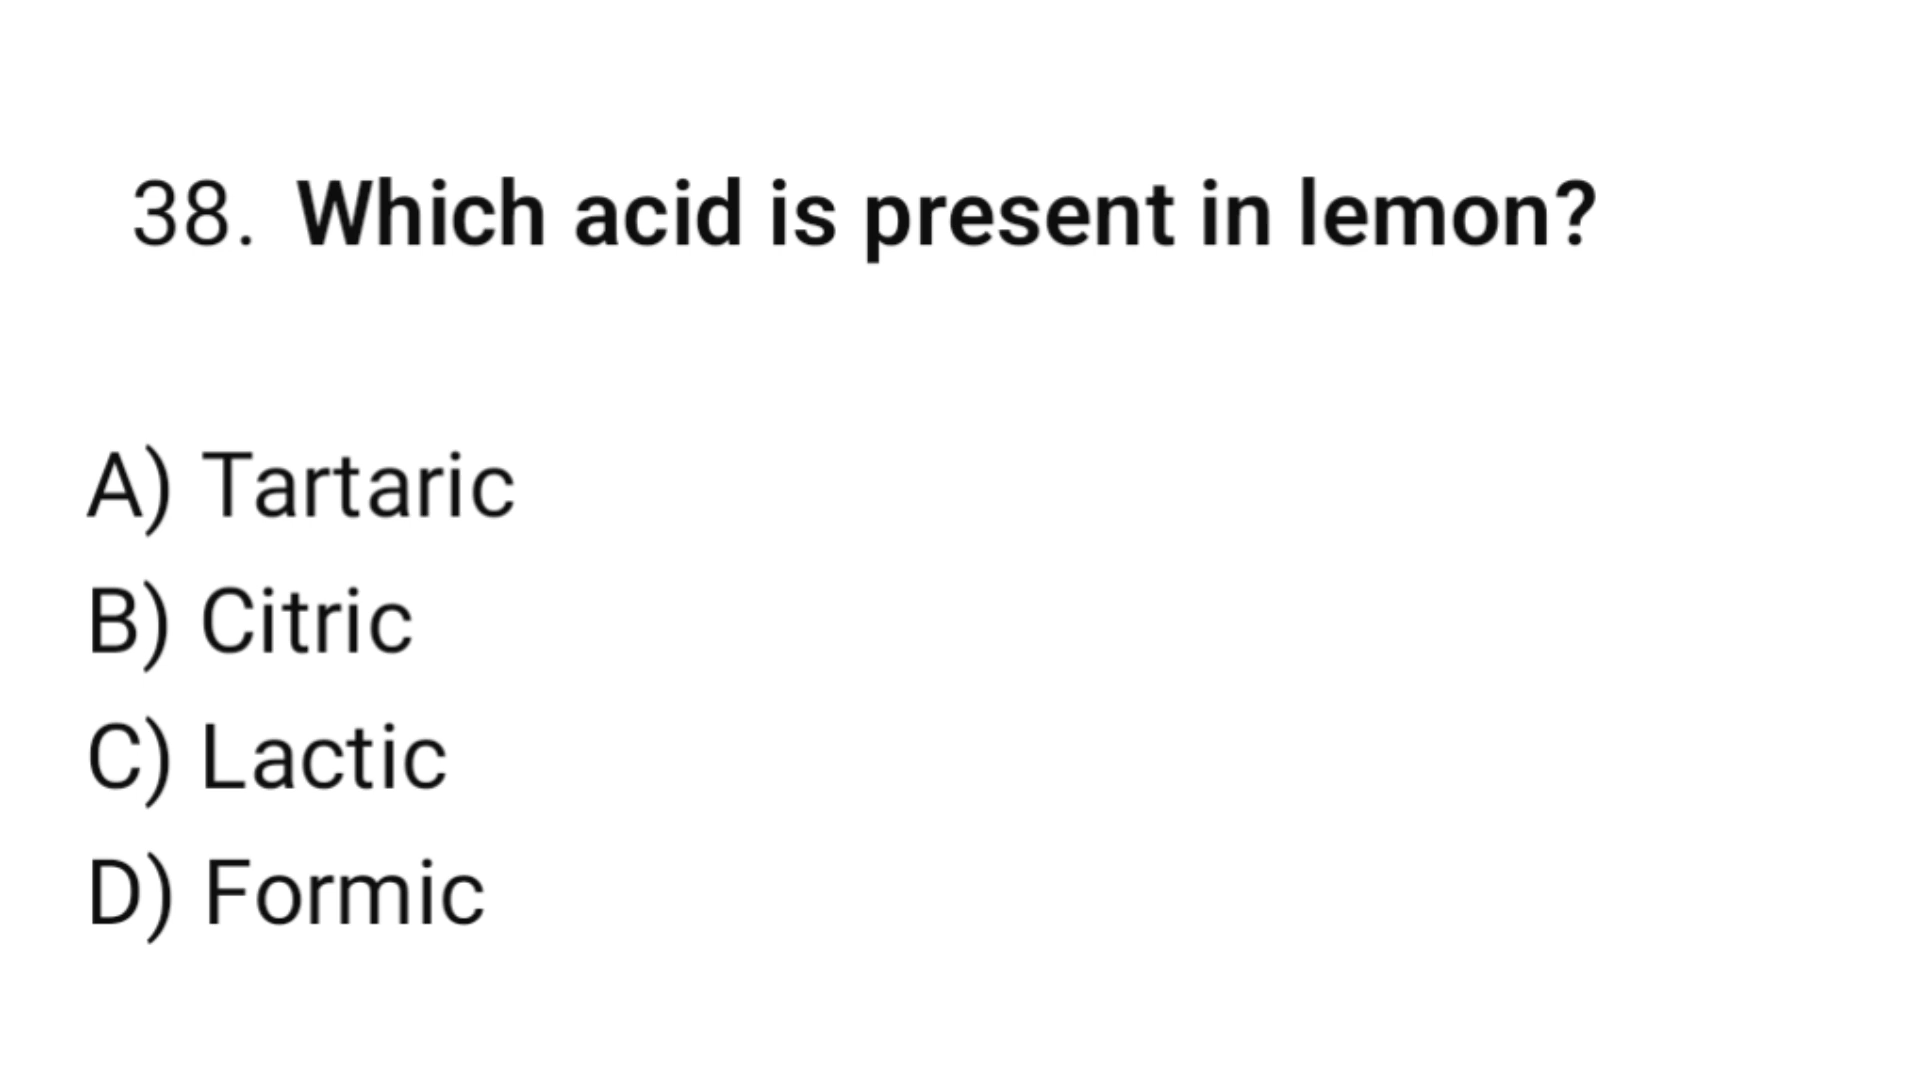 38. Which acid is present in lemon?
A) Tartaric
B) Citric
C) Lactic
D) Formic